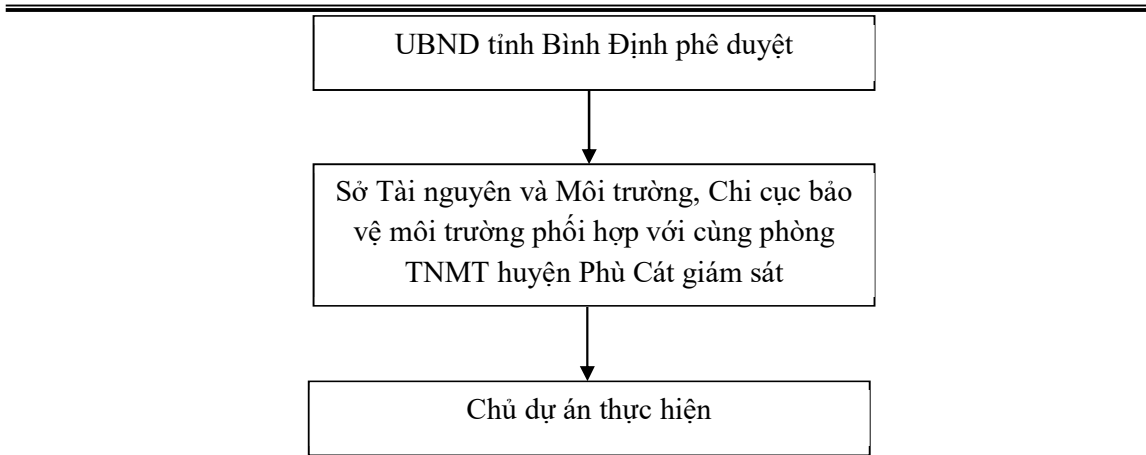 UBND tỉnh Bình Định phê duyệt
Sở Tài nguyên và Môi trường, Chi cục bảo
vệ môi trường phối hợp với cùng phòng
TNMT huyện Phù Cát giám sát
Chủ dự án thực hiện